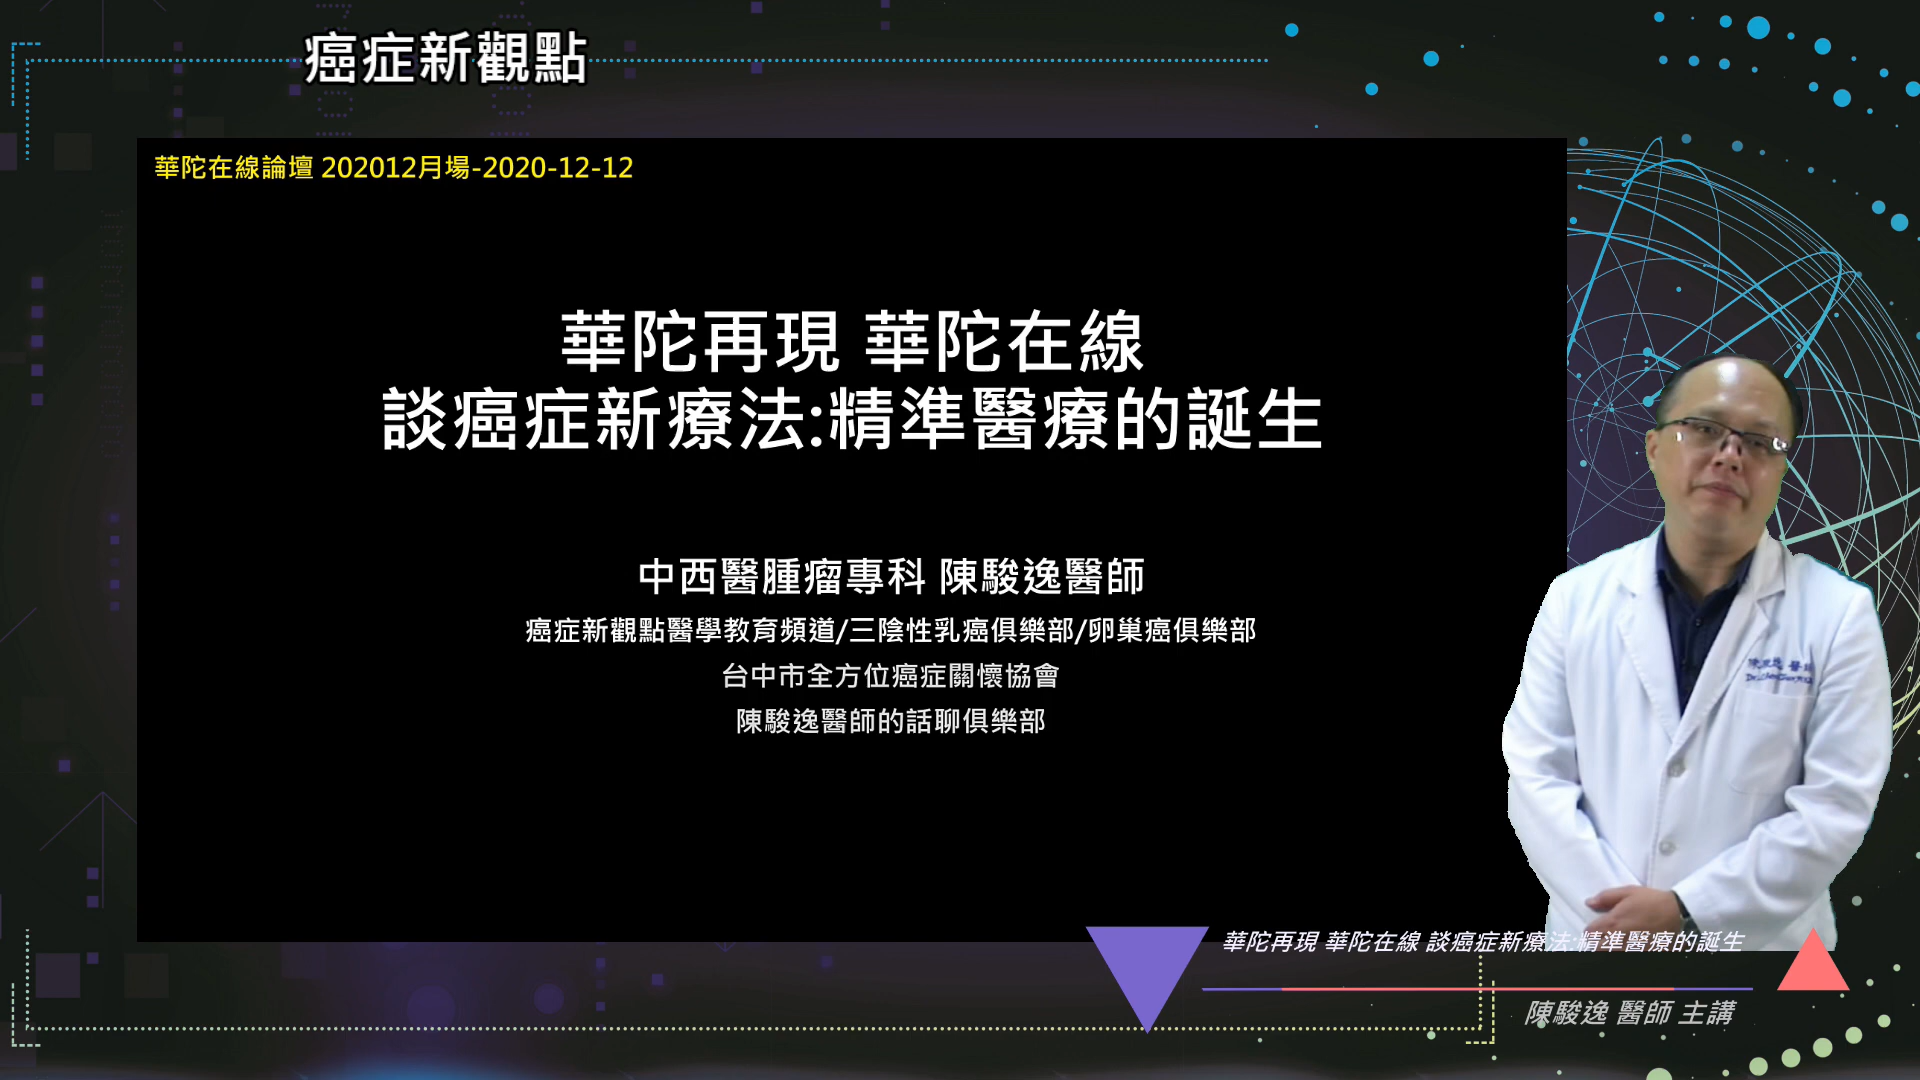 癌症新觀點
華陀在線論壇 202012月場-2020-12-12
華陀再現 華陀在線
談癌症新療法:精準醫療的誕生
中西醫腫瘤專科 陳駿逸醫師
癌症新觀點醫學教育頻道/三陰性乳癌俱樂部/卵巢癌俱樂部
台中市全方位癌症關懷協會
陳駿逸醫師的話聊俱樂部
陳駿逸 醫師
華陀再現 華陀在線 談癌症新療法:精準醫療的誕生
陳駿逸 醫師 主講